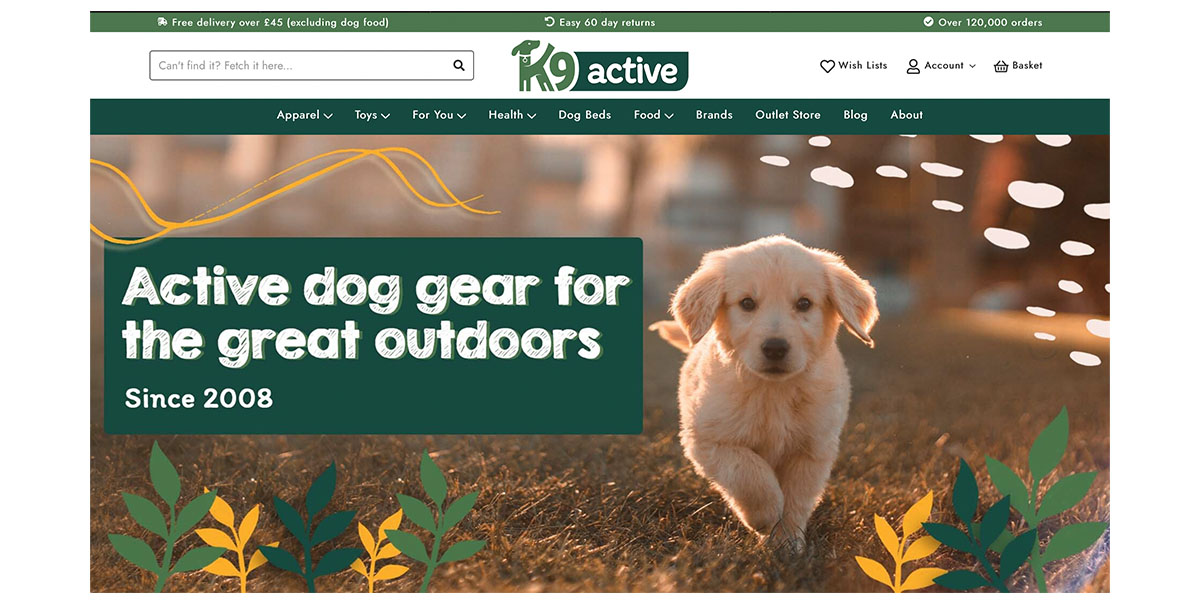 Free delivery over £45 (excluding dog food)
Easy 60 day returns
Over 120,000 orders
Can't find it? Fetch it here...
K9 active
Wish Lists
Account
Basket
Apparel
Toys
For You
Health
Dog Beds
Food
Brands
Outlet Store
Blog
About
Active dog gear for
the great outdoors
Since 2008